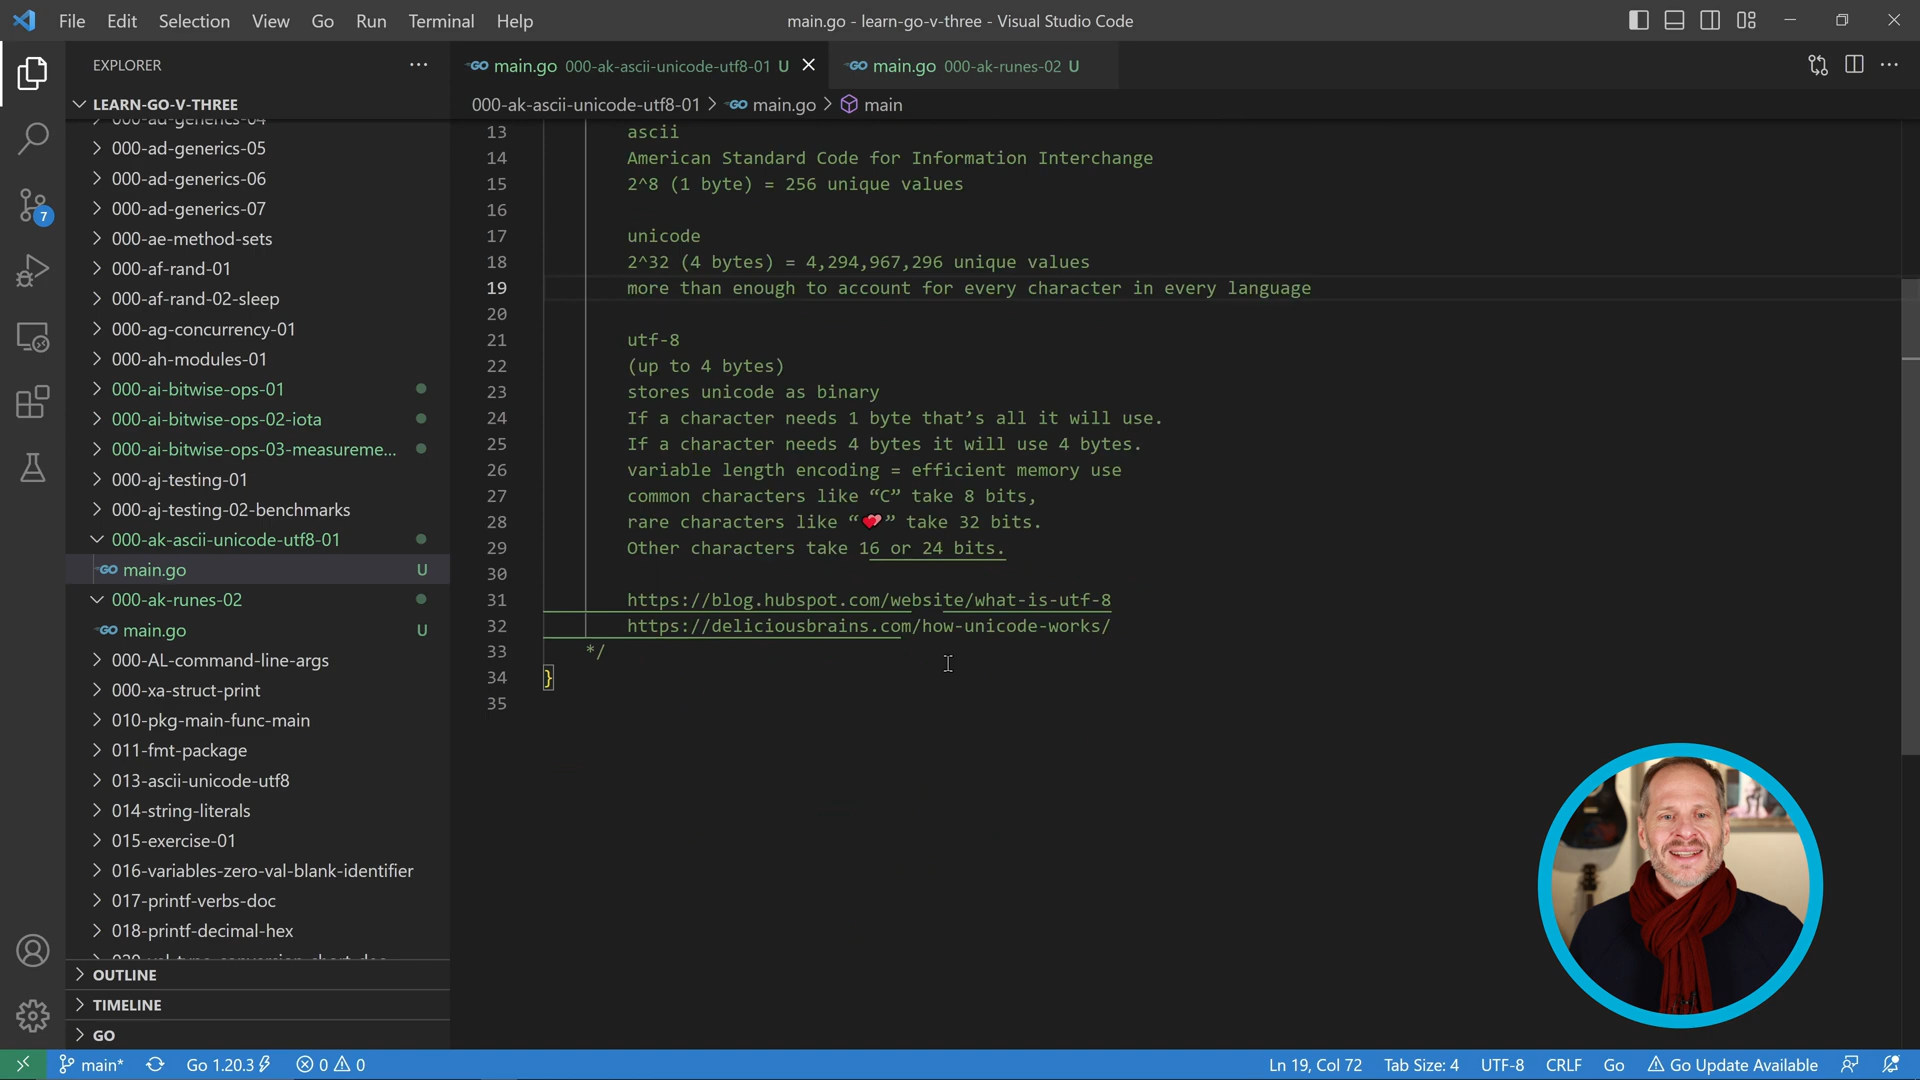 File Edit Selection View Go Run Terminal Help
main.go - learn-go-v-three - Visual Studio Code
EXPLORER
LEARN-GO-V-THREE
000-ad-generics-04
000-ad-generics-05
000-ad-generics-06
000-ad-generics-07
000-ae-method-sets
000-af-rand-01
000-af-rand-02-sleep
000-ag-concurrency-01
000-ah-modules-01
000-ai-bitwise-ops-01
000-ai-bitwise-ops-02-iota
000-ai-bitwise-ops-03-measureme...
000-aj-testing-01
000-aj-testing-02-benchmarks
000-ak-ascii-unicode-utf8-01
main.go U
000-ak-runes-02
main.go U
000-AL-command-line-args
000-xa-struct-print
010-pkg-main-func-main
011-fmt-package
013-ascii-unicode-utf8
014-string-literals
015-exercise-01
016-variables-zero-val-blank-identifier
017-printf-verbs-doc
018-printf-decimal-hex
OUTLINE
TIMELINE
GO
7
main.go 000-ak-ascii-unicode-utf8-01 U
main.go 000-ak-runes-02 U
000-ak-ascii-unicode-utf8-01 > main.go > main
13 ascii
14 American Standard Code for Information Interchange
15 2^8 (1 byte) = 256 unique values
16
17 unicode
18 2^32 (4 bytes) = 4,294,967,296 unique values
19 more than enough to account for every character in every language
20
21 utf-8
22 (up to 4 bytes)
23 stores unicode as binary
24 If a character needs 1 byte that’s all it will use.
25 If a character needs 4 bytes it will use 4 bytes.
26 variable length encoding = efficient memory use
27 common characters like “C” take 8 bits,
28 rare characters like “💕” take 32 bits.
29 Other characters take 16 or 24 bits.
30
31 https://blog.hubspot.com/website/what-is-utf-8
32 https://deliciousbrains.com/how-unicode-works/
33 */
34 }
35
main* Go 1.20.3 0 0 Ln 19, Col 72 Tab Size: 4 UTF-8 CRLF Go Go Update Available